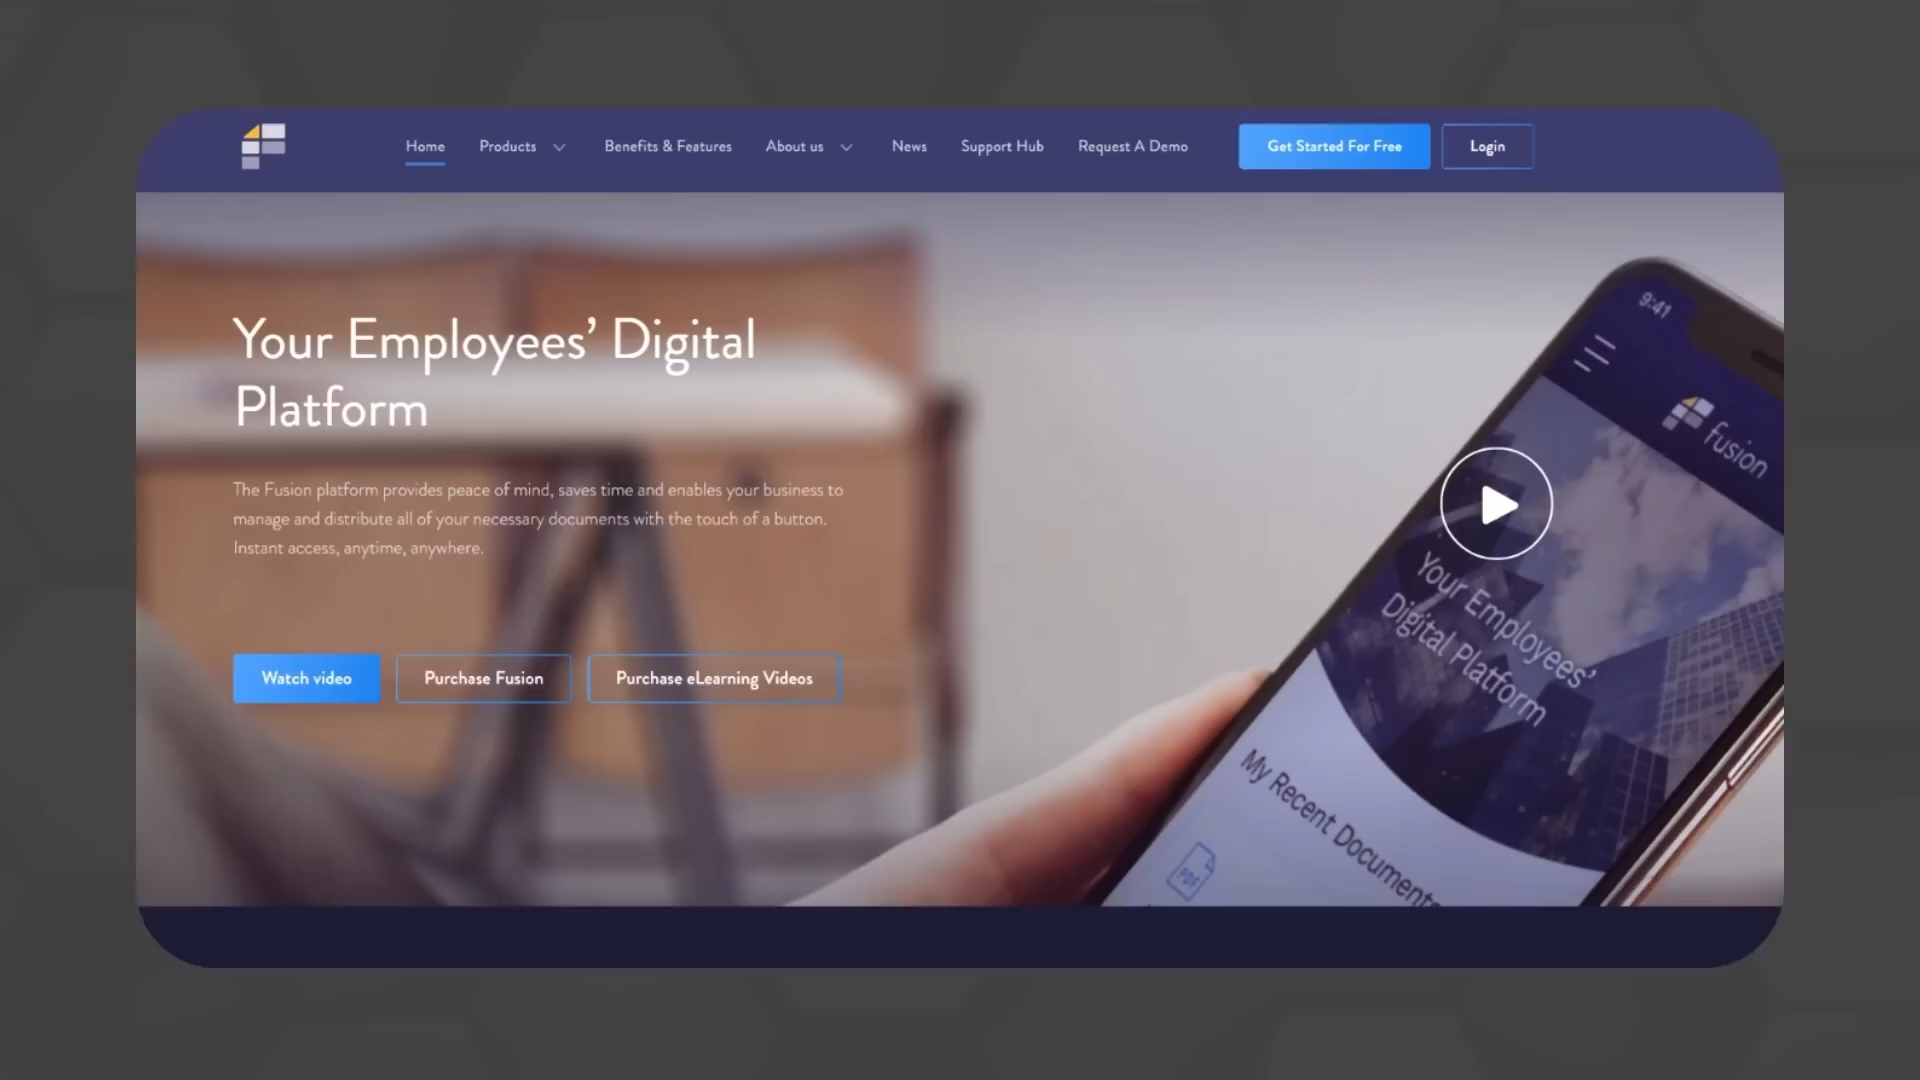 Home
Products
Benefits & Features
About us
News
Support Hub
Request A Demo
Get Started For Free
Login
Your Employees’ Digital
Platform
The Fusion platform provides peace of mind, saves time and enables your business to
manage and distribute all of your necessary documents with the touch of a button.
Instant access, anytime, anywhere.
Watch video
Purchase Fusion
Purchase eLearning Videos
9:41
fusion
Your Employees’
Digital Platform
My Recent Documents
PDF